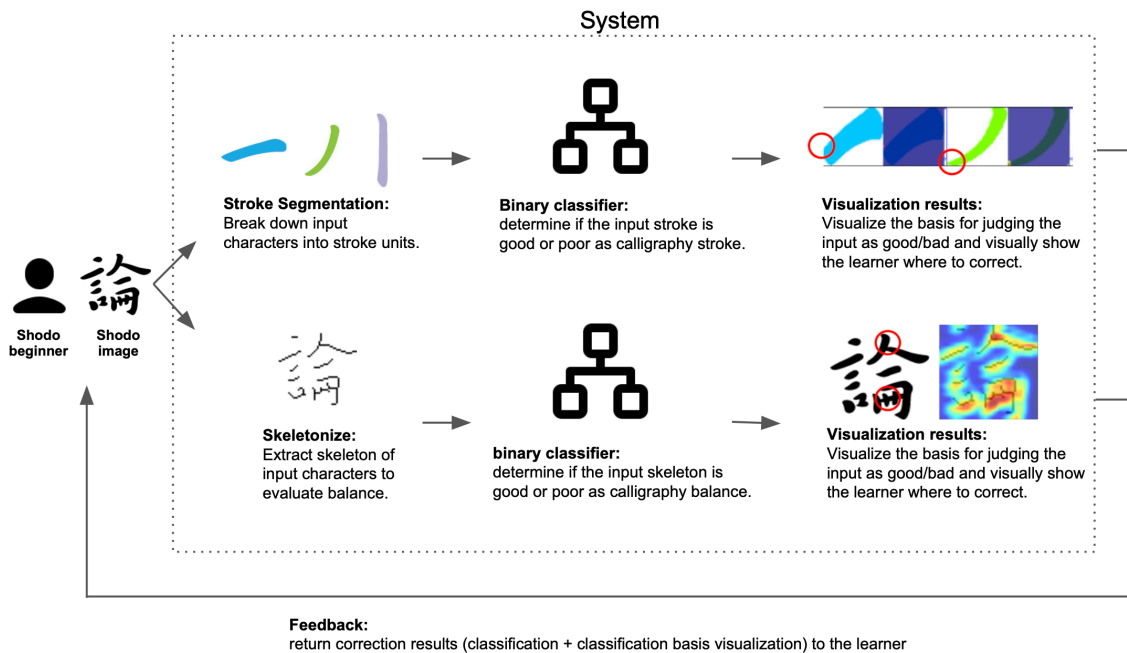 System
Stroke Segmentation:
Break down input
characters into stroke units.
Binary classifier:
determine if the input stroke is
good or poor as calligraphy stroke.
Visualization results:
Visualize the basis for judging the
input as good/bad and visually show
the learner where to correct.
論
Shodo
beginner
Shodo
image
論
Skeletonize:
Extract skeleton of
input characters to
evaluate balance.
binary classifier:
determine if the input skeleton is
good or poor as calligraphy balance.
論
論
Visualization results:
Visualize the basis for judging the
input as good/bad and visually show
the learner where to correct.
Feedback:
return correction results (classification + classification basis visualization) to the learner